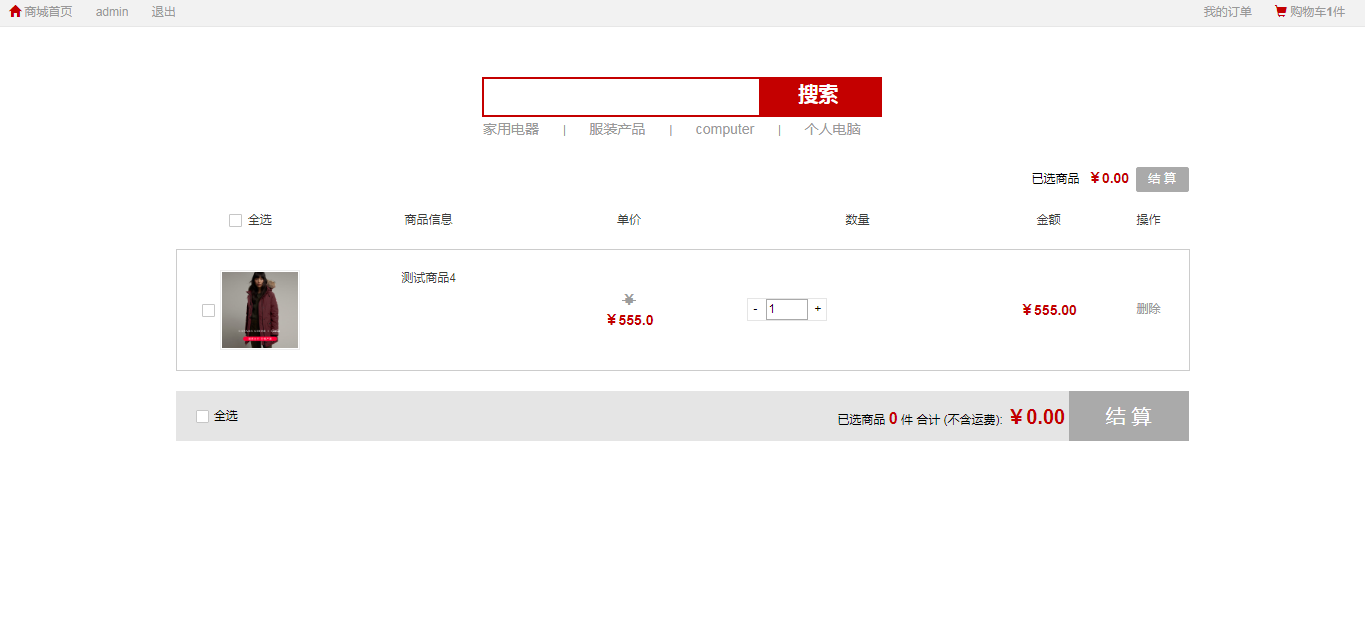 商城首页 admin 退出 我的订单 购物车1件
搜索
家用电器 | 服装产品 | computer | 个人电脑
已选商品 ¥0.00 结 算
全选 商品信息 单价 数量 金额 操作
测试商品4
¥
¥555.0 - 1 + ¥555.00 删除
全选 已选商品 0 件 合计 (不含运费): ¥0.00 结 算